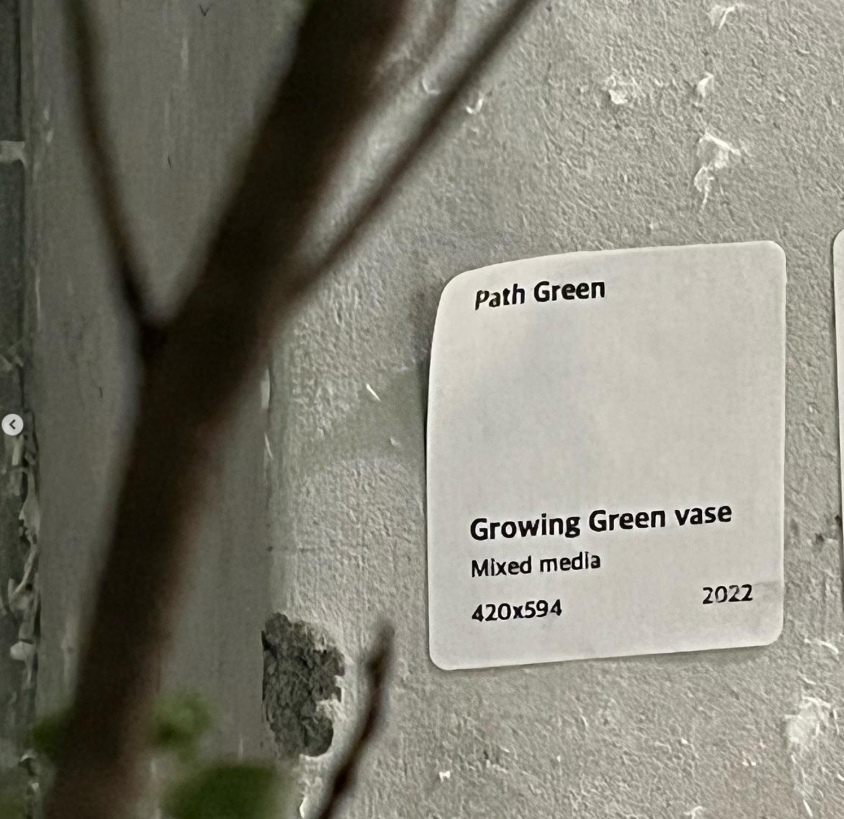 Path Green
Growing Green vase
Mixed media
420x594
2022